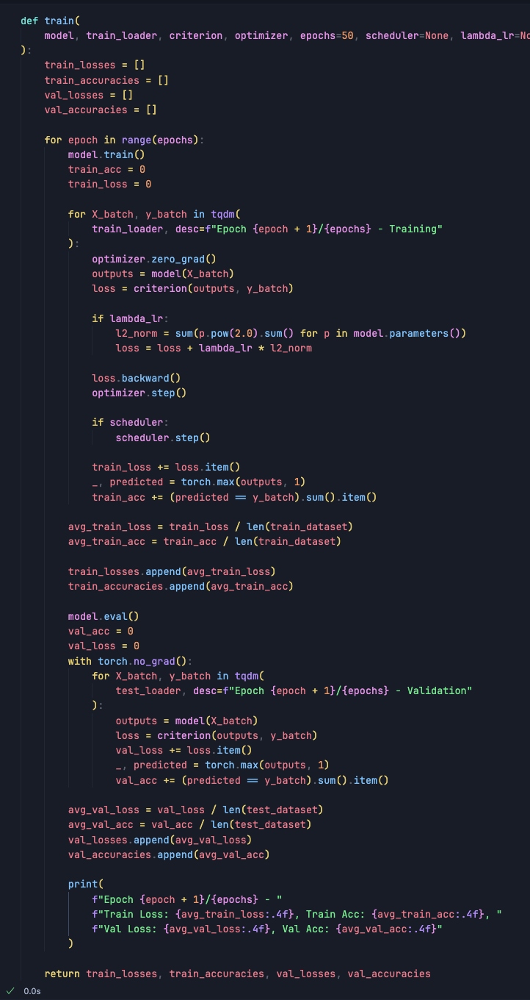 def train(
    model, train_loader, criterion, optimizer, epochs=50, scheduler=None, lambda_lr=No
):
    train_losses = []
    train_accuracies = []
    val_losses = []
    val_accuracies = []

    for epoch in range(epochs):
        model.train()
        train_acc = 0
        train_loss = 0

        for X_batch, y_batch in tqdm(
            train_loader, desc=f"Epoch {epoch + 1}/{epochs} - Training"
        ):
            optimizer.zero_grad()
            outputs = model(X_batch)
            loss = criterion(outputs, y_batch)

            if lambda_lr:
                l2_norm = sum(p.pow(2.0).sum() for p in model.parameters())
                loss = loss + lambda_lr * l2_norm

            loss.backward()
            optimizer.step()

            if scheduler:
                scheduler.step()

            train_loss += loss.item()
            _, predicted = torch.max(outputs, 1)
            train_acc += (predicted == y_batch).sum().item()

        avg_train_loss = train_loss / len(train_dataset)
        avg_train_acc = train_acc / len(train_dataset)

        train_losses.append(avg_train_loss)
        train_accuracies.append(avg_train_acc)

        model.eval()
        val_acc = 0
        val_loss = 0
        with torch.no_grad():
            for X_batch, y_batch in tqdm(
                test_loader, desc=f"Epoch {epoch + 1}/{epochs} - Validation"
            ):
                outputs = model(X_batch)
                loss = criterion(outputs, y_batch)
                val_loss += loss.item()
                _, predicted = torch.max(outputs, 1)
                val_acc += (predicted == y_batch).sum().item()

        avg_val_loss = val_loss / len(test_dataset)
        avg_val_acc = val_acc / len(test_dataset)
        val_losses.append(avg_val_loss)
        val_accuracies.append(avg_val_acc)

        print(
            f"Epoch {epoch + 1}/{epochs} - "
            f"Train Loss: {avg_train_loss:.4f}, Train Acc: {avg_train_acc:.4f}, "
            f"Val Loss: {avg_val_loss:.4f}, Val Acc: {avg_val_acc:.4f}"
        )

    return train_losses, train_accuracies, val_losses, val_accuracies
✓ 0.0s